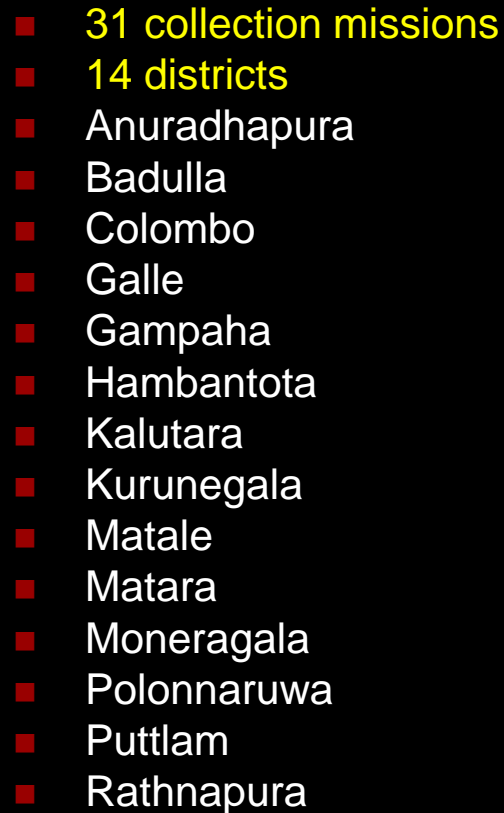 31 collection missions
14 districts
Anuradhapura
Badulla
Colombo
Galle
Gampaha
Hambantota
Kalutara
Kurunegala
Matale
Matara
Moneragala
Polonnaruwa
Puttlam
Rathnapura